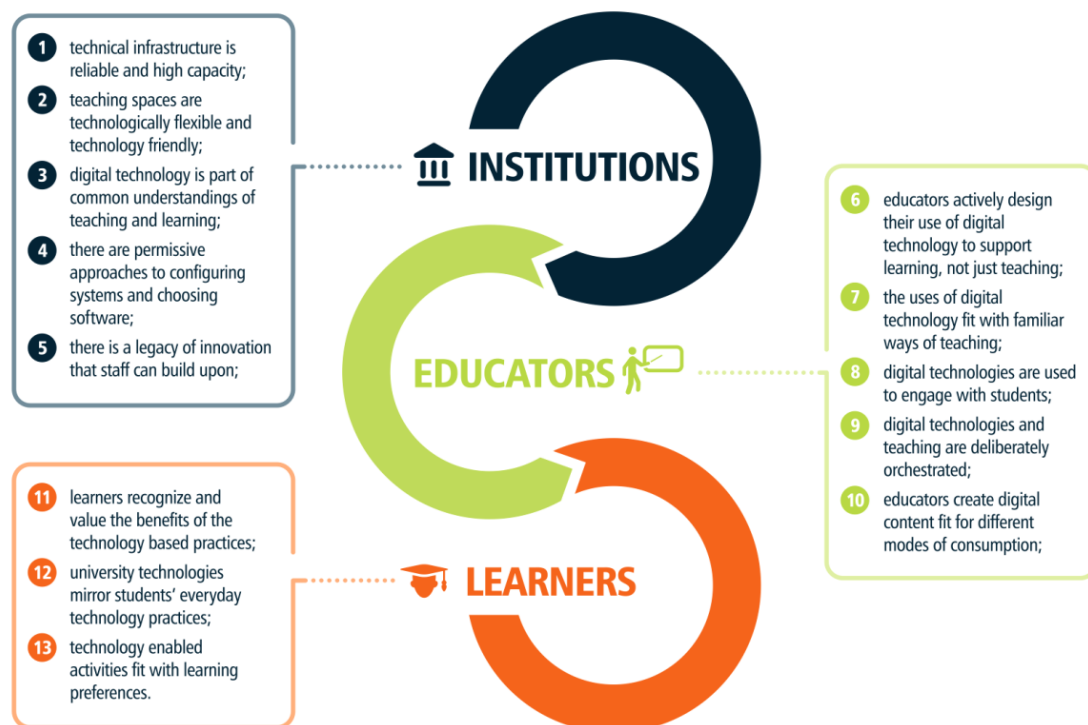 1 technical infrastructure is
reliable and high capacity;
2 teaching spaces are
technologically flexible and
technology friendly;
3 digital technology is part of
common understandings of
teaching and learning;
4 there are permissive
approaches to configuring
systems and choosing
software;
5 there is a legacy of innovation
that staff can build upon;
INSTITUTIONS
EDUCATORS
6 educators actively design
their use of digital
technology to support
learning, not just teaching;
7 the uses of digital
technology fit with familiar
ways of teaching;
8 digital technologies are used
to engage with students;
9 digital technologies and
teaching are deliberately
orchestrated;
10 educators create digital
content fit for different
modes of consumption;
11 learners recognize and
value the benefits of the
technology based practices;
12 university technologies
mirror students’ everyday
technology practices;
13 technology enabled
activities fit with learning
preferences.
LEARNERS